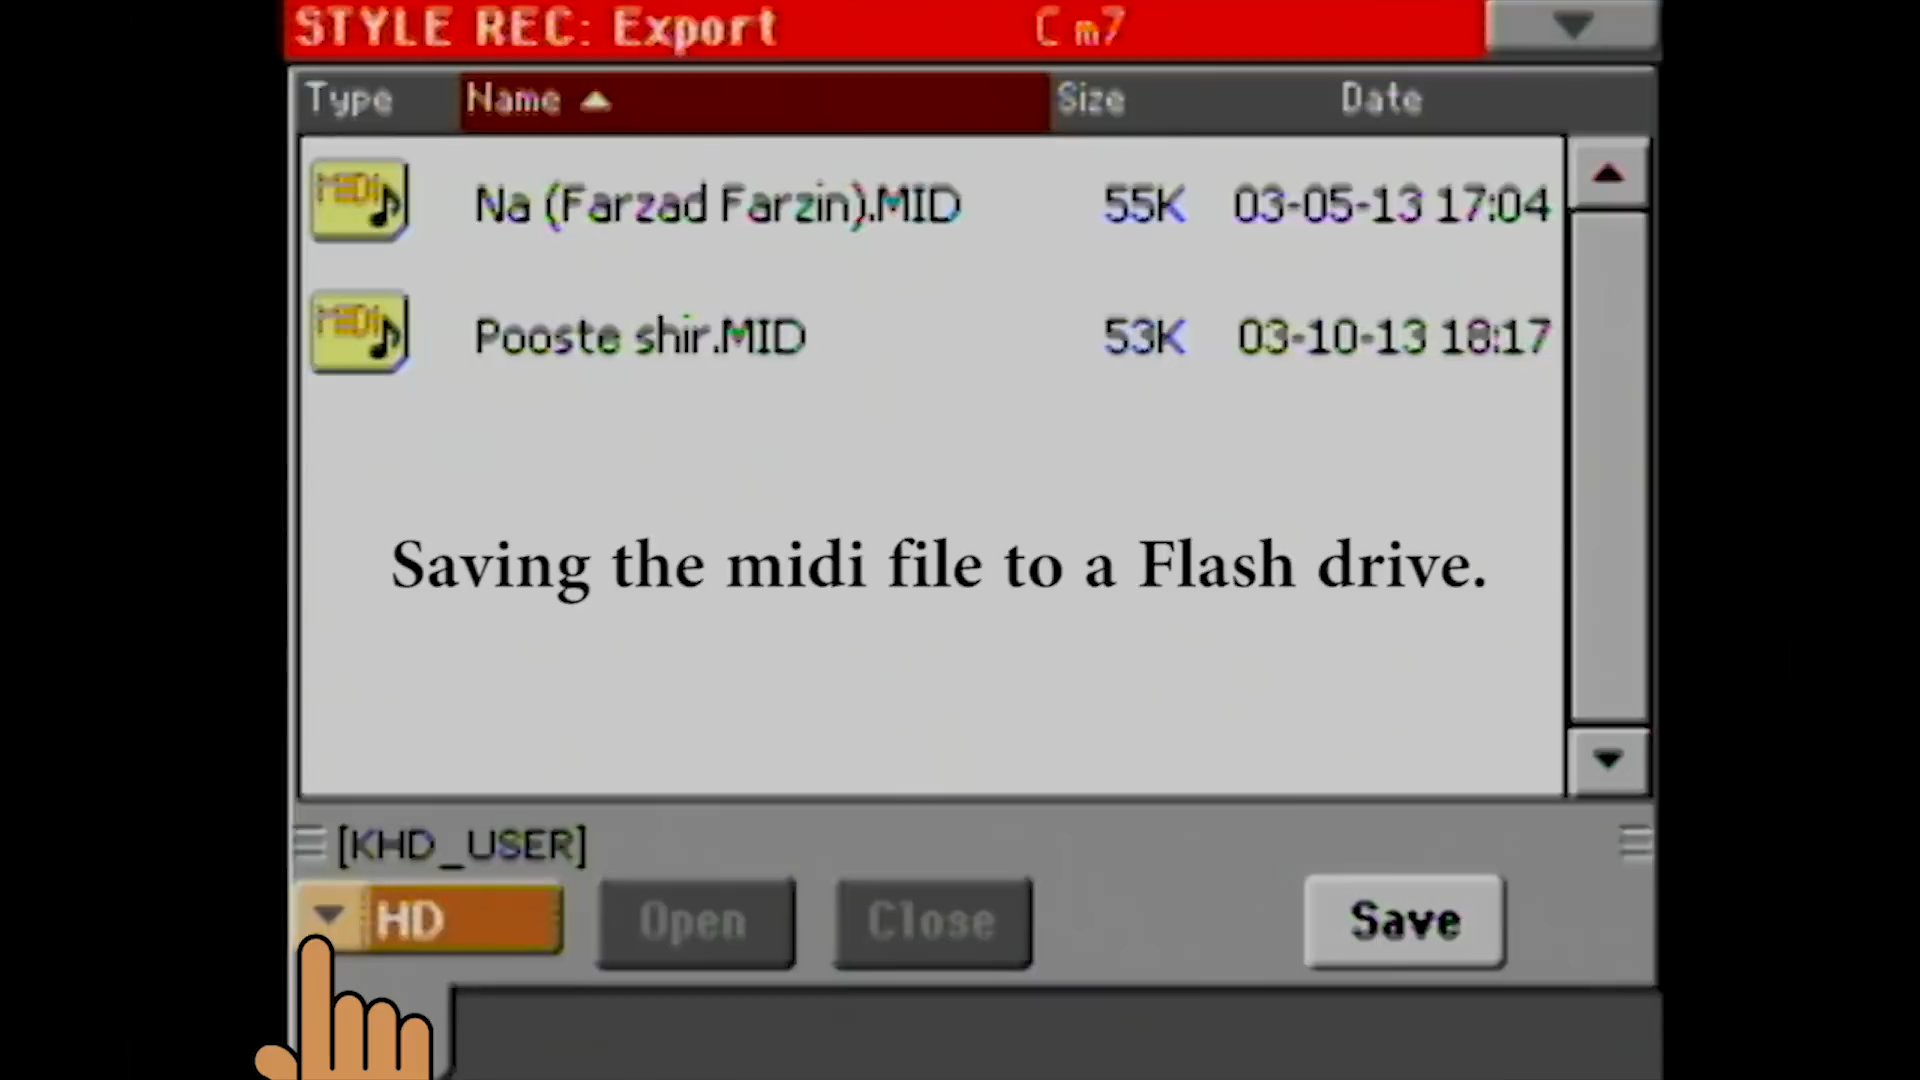 STYLE REC: Export C m7
Type Name Size Date
MIDI Na (Farzad Farzin).MID 55K 03-05-13 17:04
MIDI Pooste shir.MID 53K 03-10-13 18:17
Saving the midi file to a Flash drive.
[KHD_USER]
HD Open Close Save